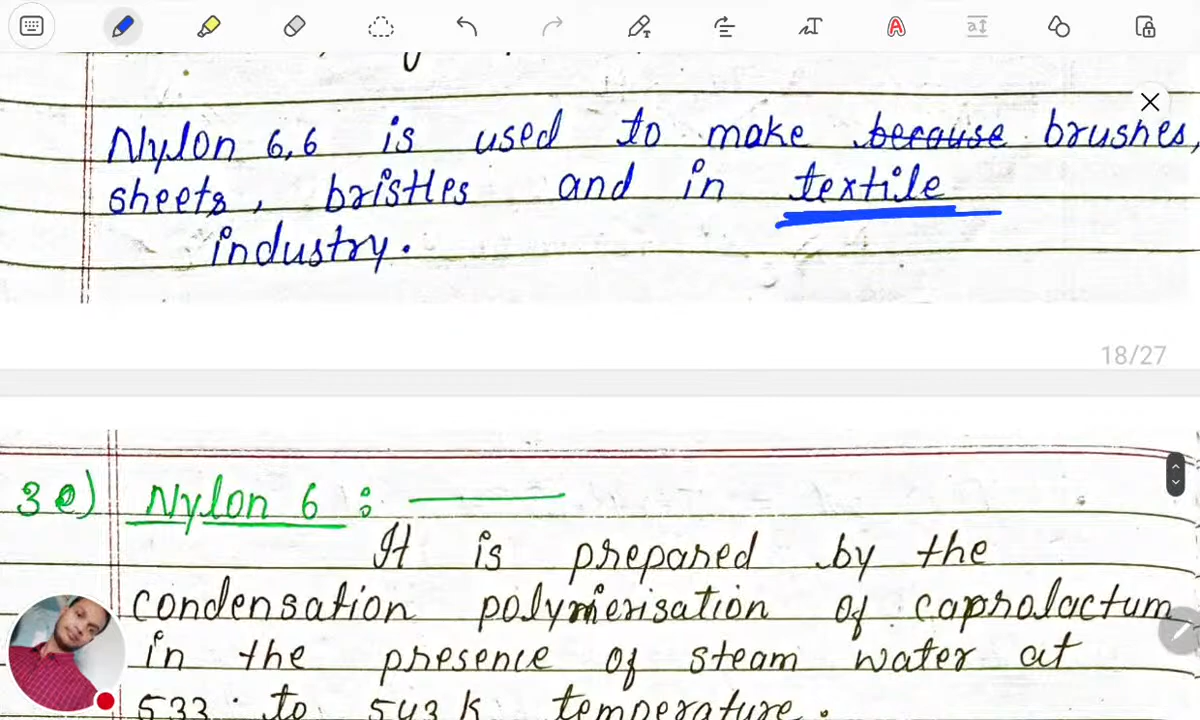 Nylon 6,6 is used to make because brushes,
sheets, bristles and in textile
industry.
18/27
3e) Nylon 6 :
It is prepared by the
condensation polymerisation of caprolactum
in the presence of steam water at
533 to 543 K temperature.